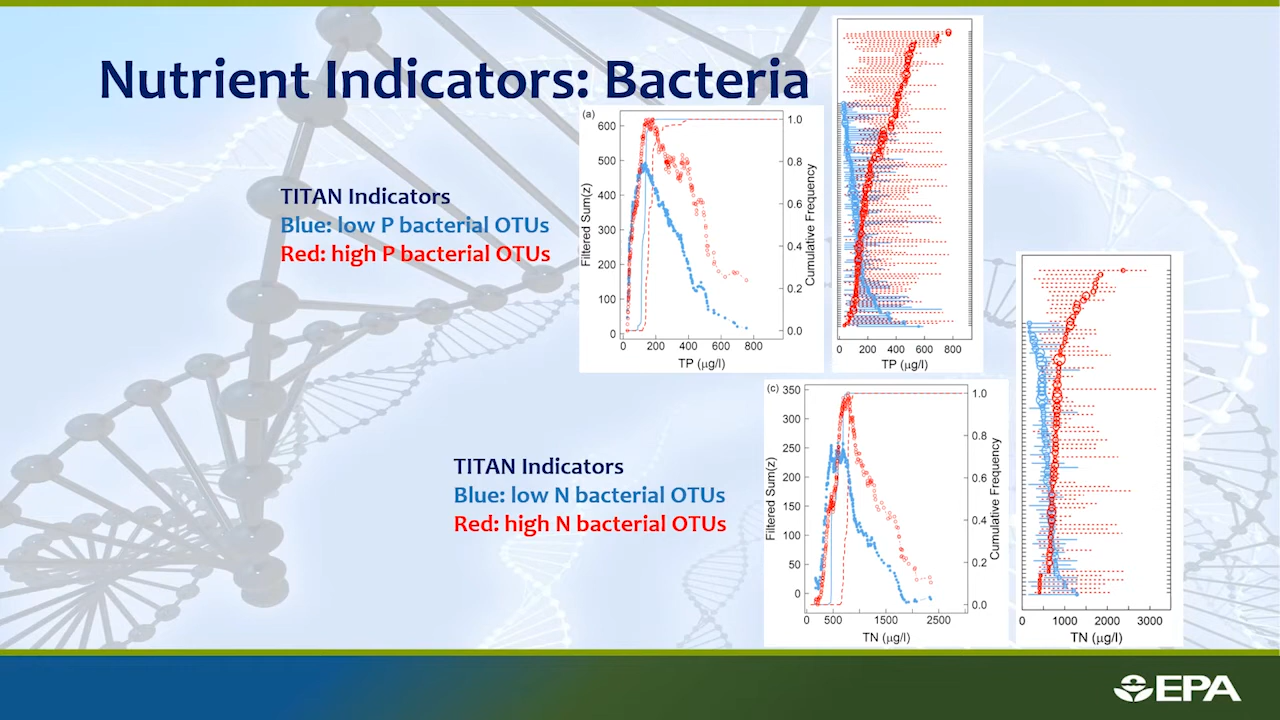 Nutrient Indicators: Bacteria
TITAN Indicators
Blue: low P bacterial OTUs
Red: high P bacterial OTUs
(a)
Filtered Sum(z)
600
500
400
300
200
100
0
1.0
0.8
0.6
0.4
0.2
0.0
Cumulative Frequency
0 200 400 600 800
TP (µg/l)
0 200 400 600 800
TP (µg/l)
TITAN Indicators
Blue: low N bacterial OTUs
Red: high N bacterial OTUs
(c)
Filtered Sum(z)
350
300
250
200
150
100
50
0
1.0
0.8
0.6
0.4
0.2
0.0
Cumulative Frequency
0 500 1500 2500
TN (µg/l)
0 1000 2000 3000
TN (µg/l)
EPA